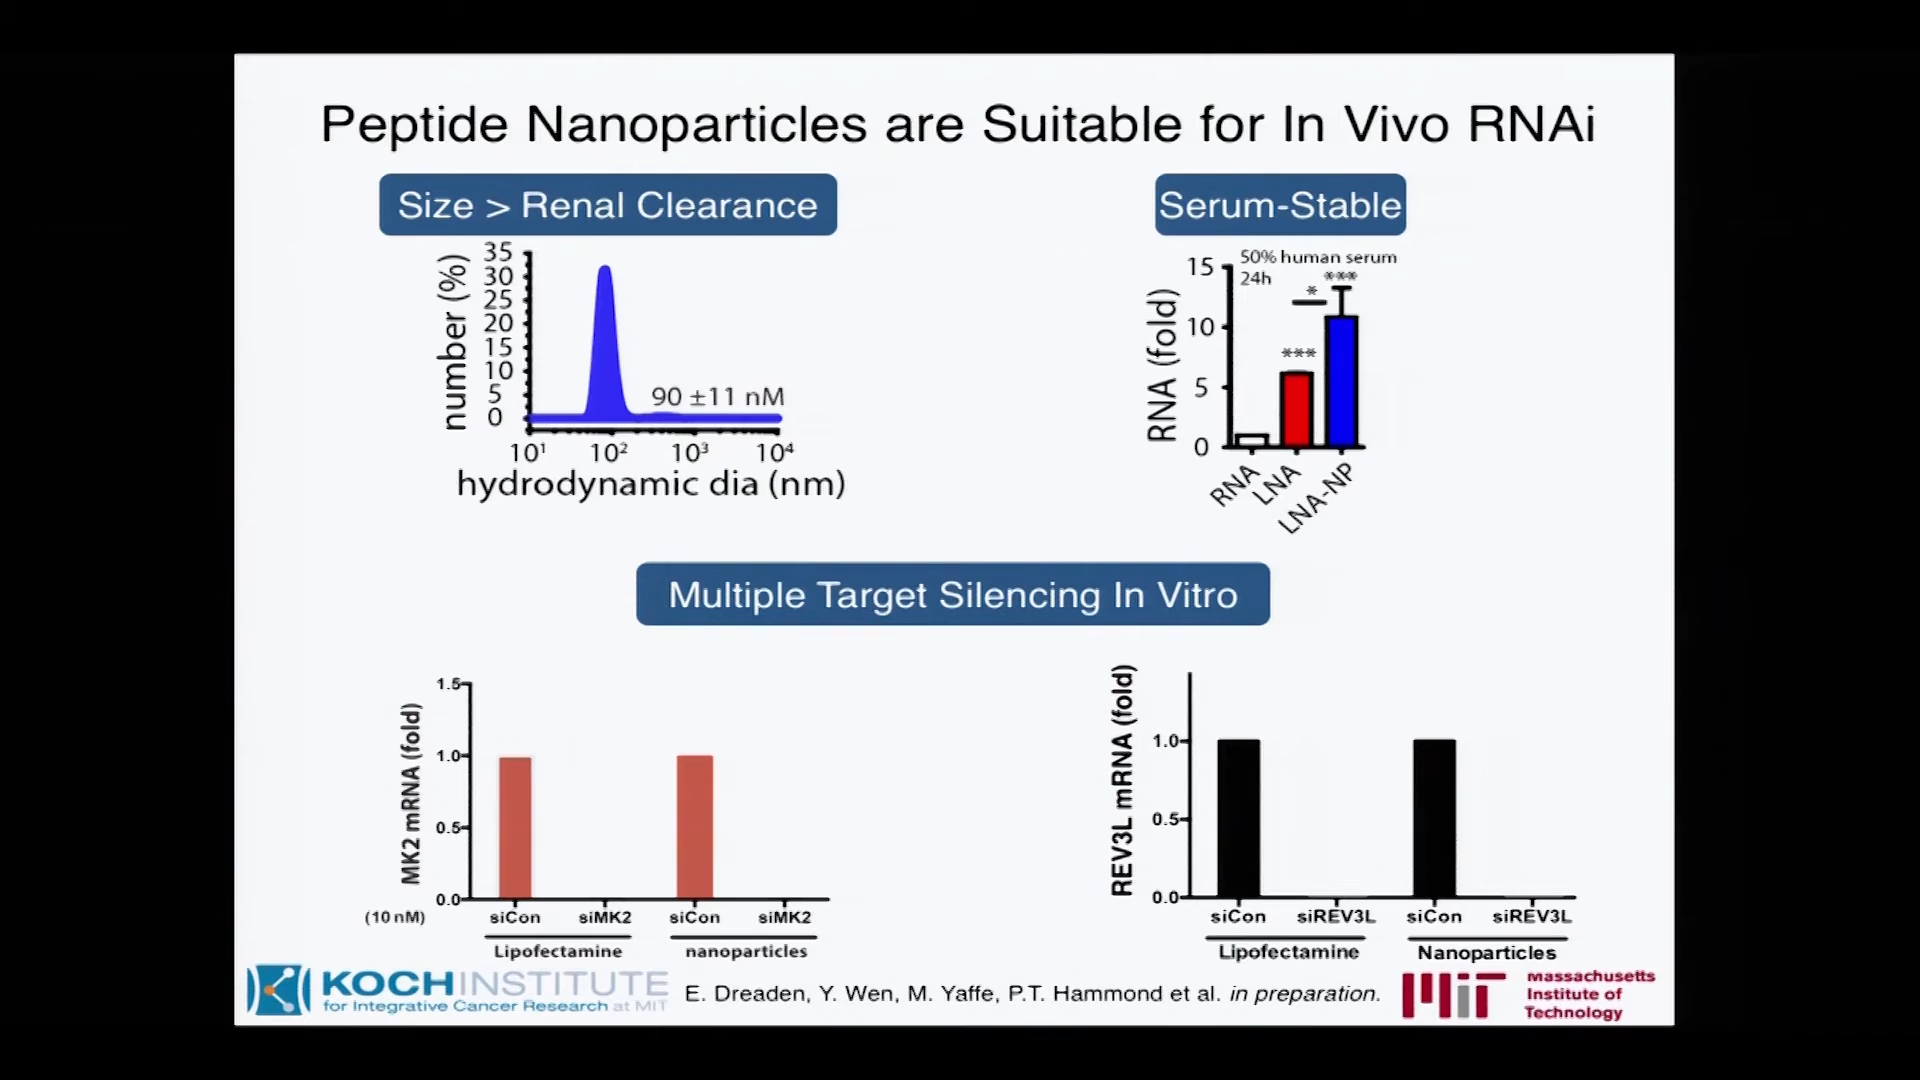 Peptide Nanoparticles are Suitable for In Vivo RNAi
Size > Renal Clearance
number (%)
35
30
25
20
15
10
5
0
90 ±11 nM
10¹ 10² 10³ 10⁴
hydrodynamic dia (nm)
Serum-Stable
50% human serum
24h
RNA (fold)
15
10
5
0
***
*
***
RNA
LNA
LNA-NP
Multiple Target Silencing In Vitro
MK2 mRNA (fold)
1.5
1.0
0.5
0.0
(10 nM) siCon siMK2 siCon siMK2
Lipofectamine nanoparticles
REV3L mRNA (fold)
1.0
0.5
0.0
siCon siREV3L siCon siREV3L
Lipofectamine Nanoparticles
KOCH INSTITUTE
for Integrative Cancer Research at MIT
E. Dreaden, Y. Wen, M. Yaffe, P.T. Hammond et al. in preparation.
MIT
Massachusetts
Institute of
Technology